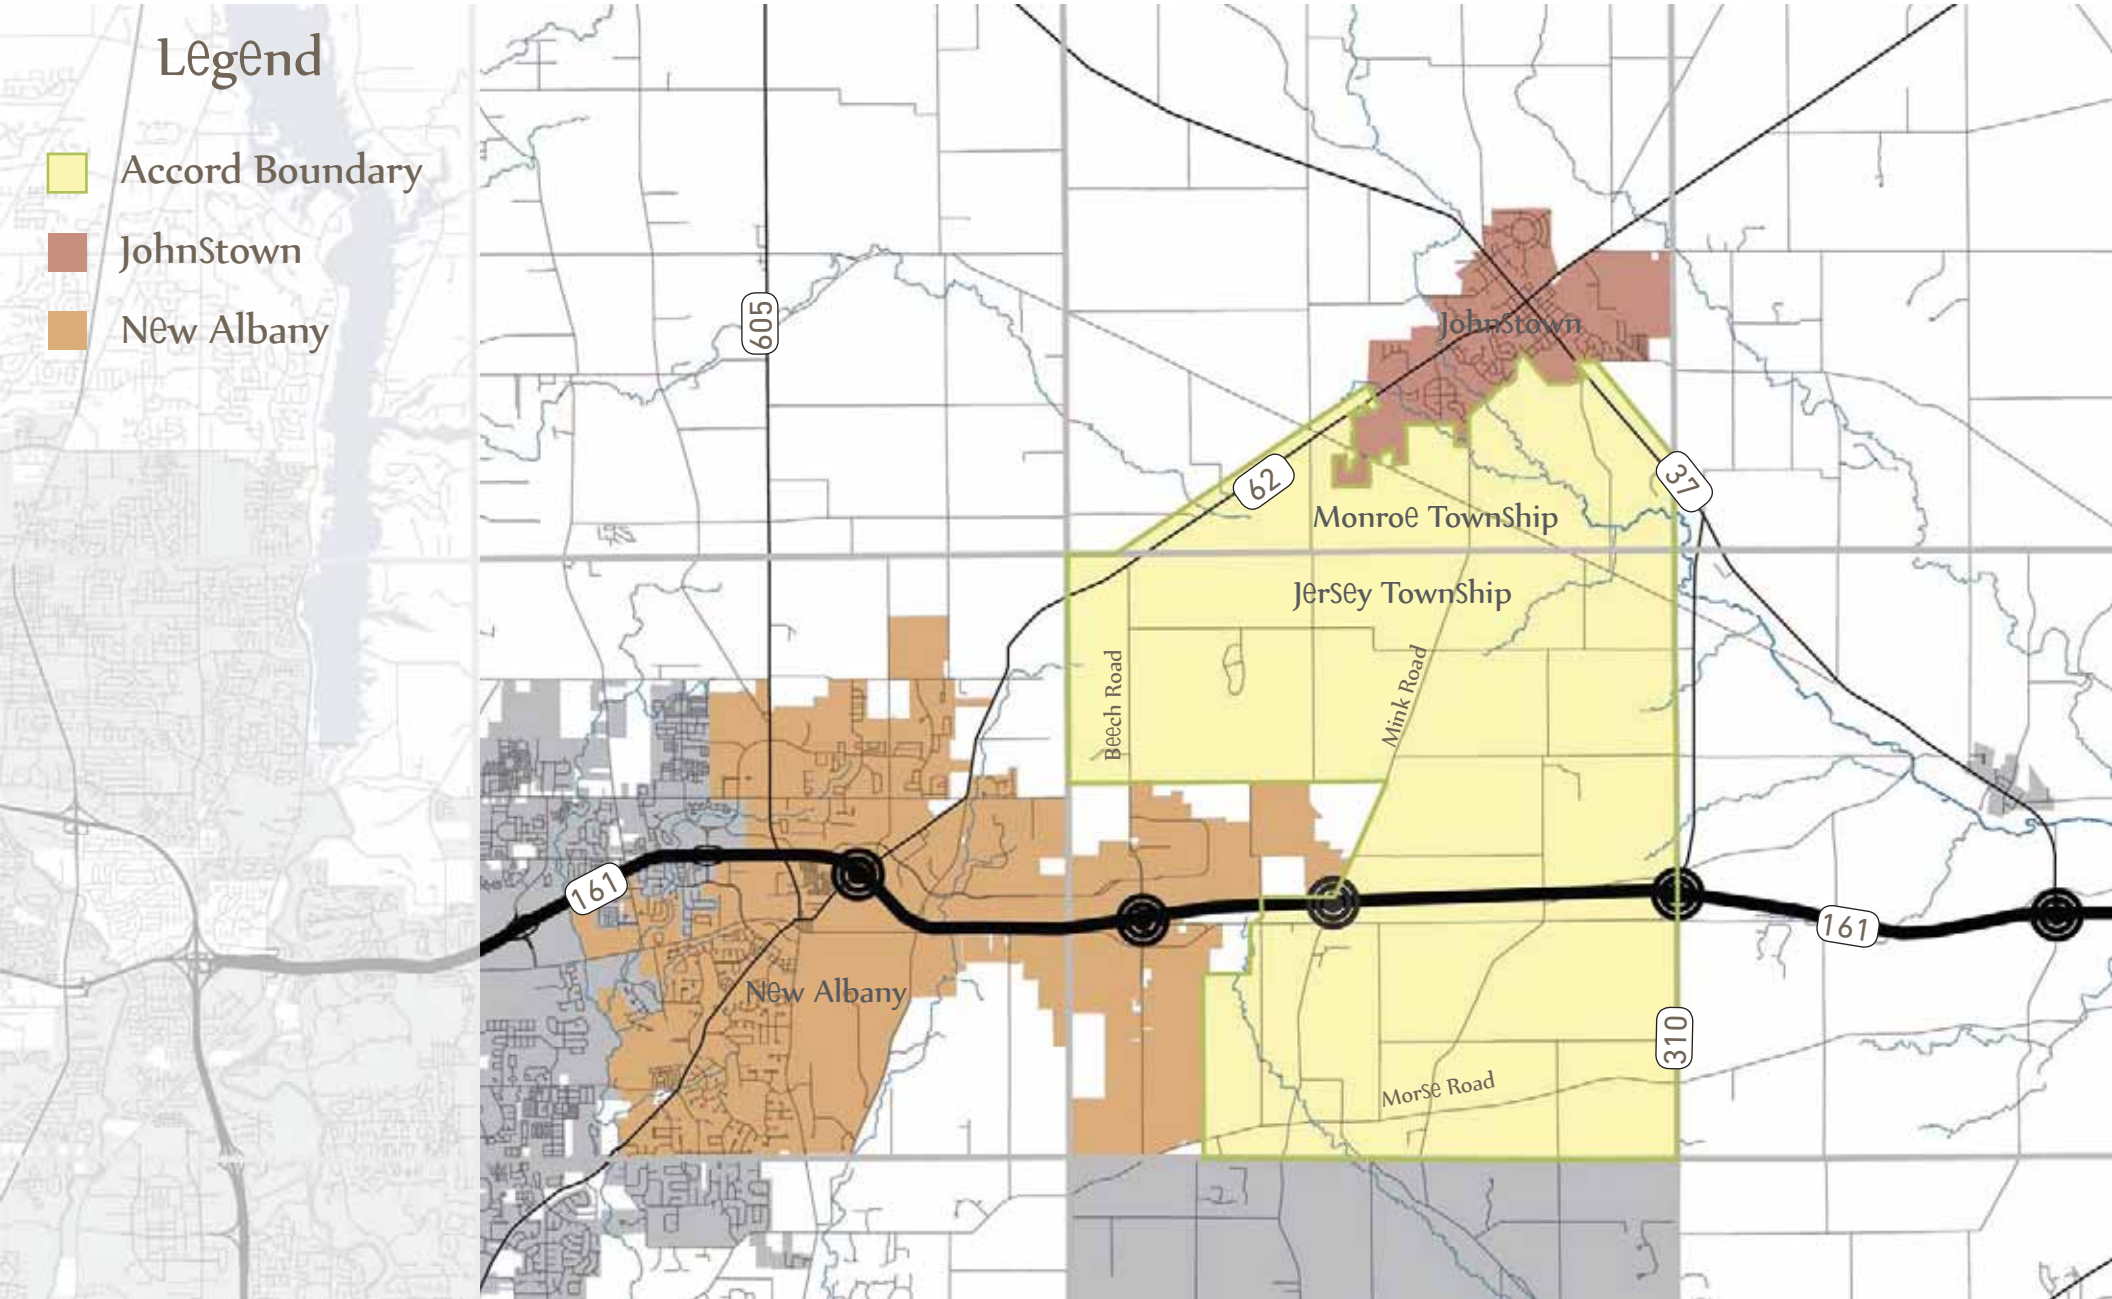 Legend
Accord Boundary
Johnstown
New Albany
605
Johnstown
62
37
Monroe Township
Jersey Township
Beech Road
Mink Road
161
161
New Albany
310
Morse Road